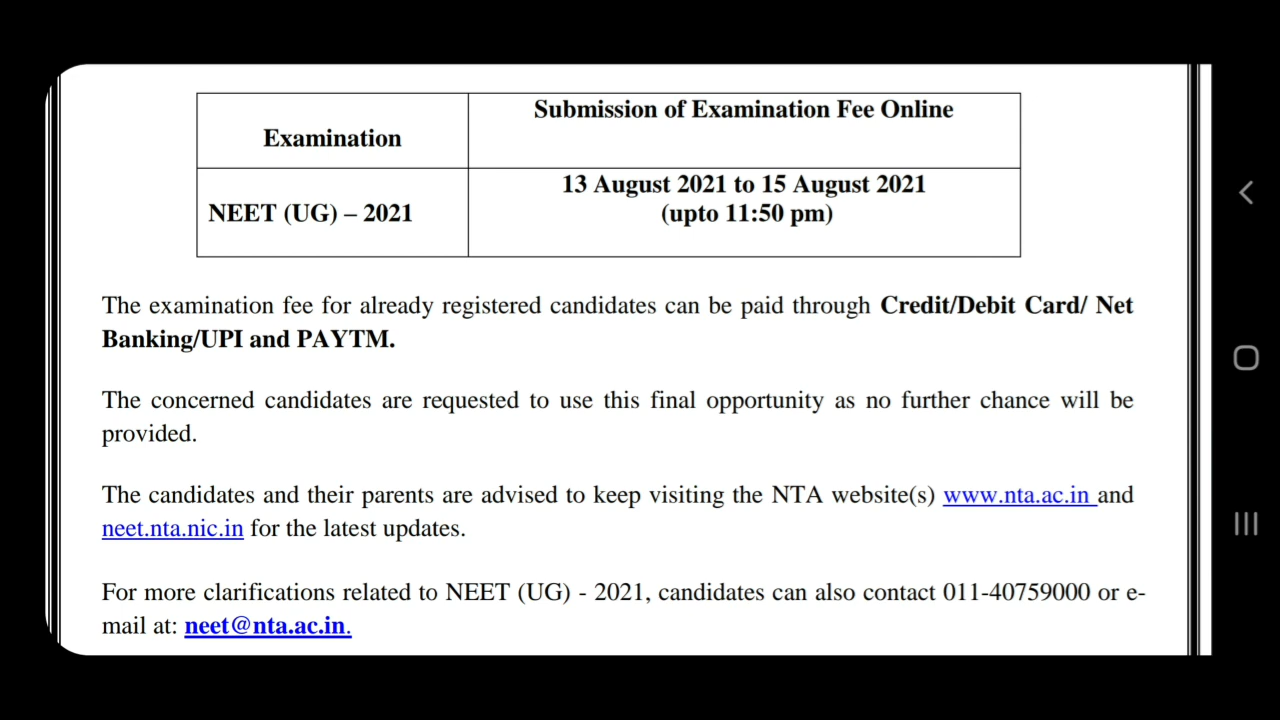 Submission of Examination Fee Online
Examination
13 August 2021 to 15 August 2021
NEET (UG) – 2021
(upto 11:50 pm)
The examination fee for already registered candidates can be paid through Credit/Debit Card/ Net
Banking/UPI and PAYTM.
The concerned candidates are requested to use this final opportunity as no further chance will be
provided.
The candidates and their parents are advised to keep visiting the NTA website(s) www.nta.ac.in and
neet.nta.nic.in for the latest updates.
For more clarifications related to NEET (UG) - 2021, candidates can also contact 011-40759000 or e-
mail at: neet@nta.ac.in.